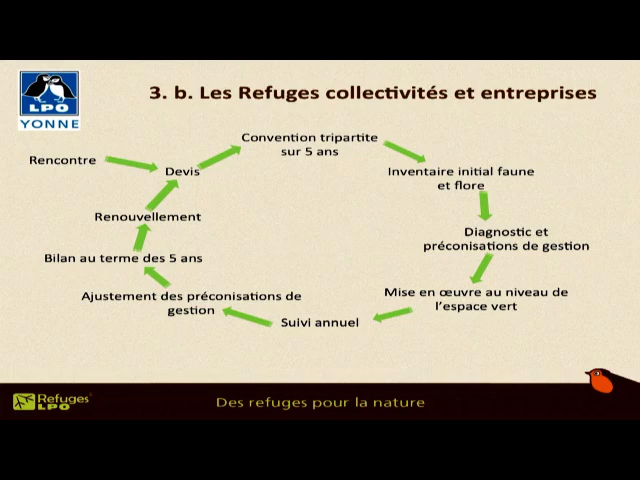 3. b. Les Refuges collectivités et entreprises
LPO
YONNE
Convention tripartite
sur 5 ans
Rencontre
Devis
Inventaire initial faune
et flore
Renouvellement
Diagnostic et
préconisations de gestion
Bilan au terme des 5 ans
Mise en œuvre au niveau de
l'espace vert
Ajustement des préconisations de
gestion
Suivi annuel
Refuges
LPO
Des refuges pour la nature